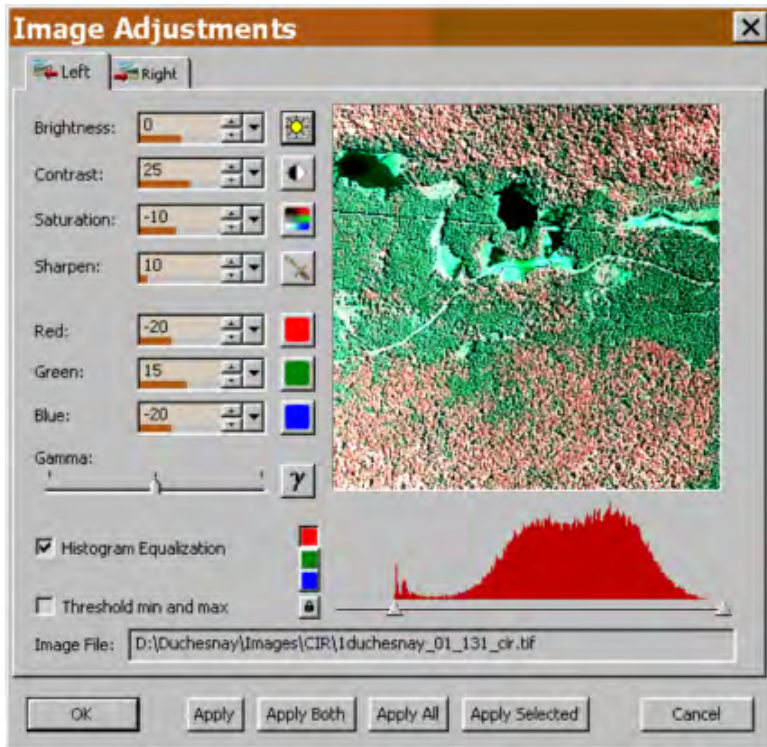 Image Adjustments
Left Right
Brightness: 0
Contrast: 25
Saturation: -10
Sharpen: 10
Red: -20
Green: 15
Blue: -20
Gamma:
γ
Histogram Equalization
Threshold min and max
Image File: D:\Duchesnay\Images\CIR\1duchesnay_01_131_cir.tif
OK Apply Apply Both Apply All Apply Selected Cancel